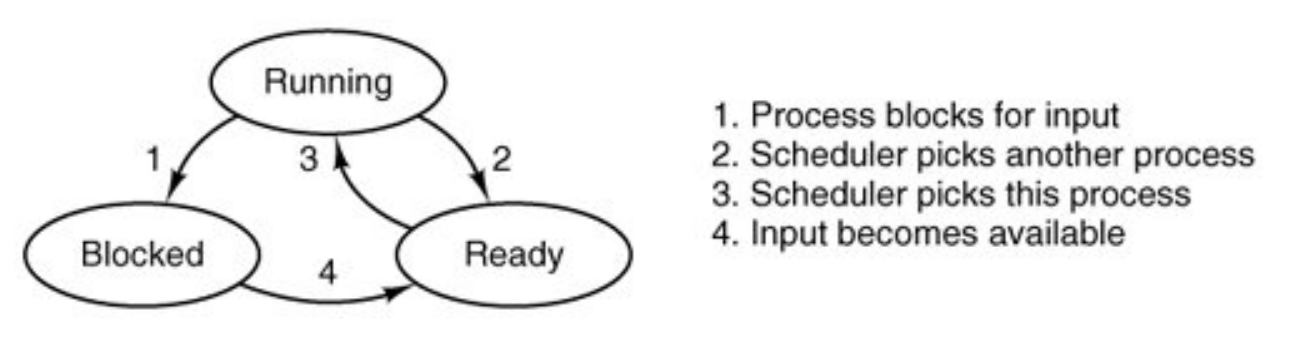 Running
1
3
2
Blocked
4
Ready
1. Process blocks for input
2. Scheduler picks another process
3. Scheduler picks this process
4. Input becomes available